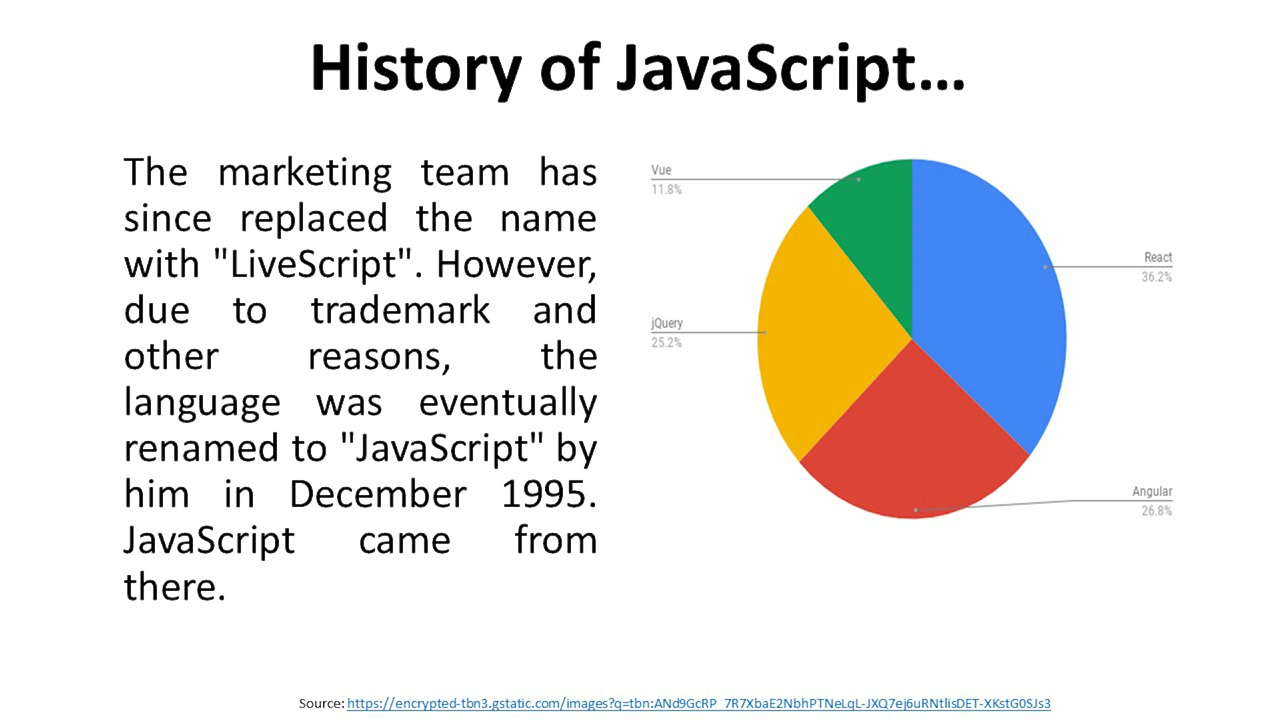 History of JavaScript…
The marketing team has
since replaced the name
with "LiveScript". However,
due to trademark and
other reasons, the
language was eventually
renamed to "JavaScript" by
him in December 1995.
JavaScript came from
there.
Vue
11.8%
React
36.2%
jQuery
25.2%
Angular
26.8%
Source: https://encrypted-tbn3.gstatic.com/images?q=tbn:ANd9GcRP_7R7XbaE2NbhPTNeLqL-JXQ7ej6uRNtlisDET-XKstG0SJs3